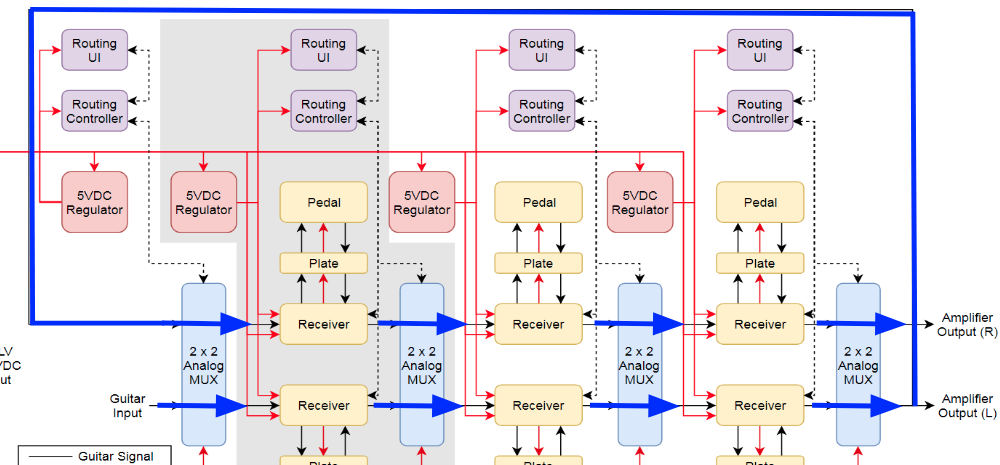 Routing
UI
Routing
UI
Routing
UI
Routing
UI
Routing
Controller
Routing
Controller
Routing
Controller
Routing
Controller
5VDC
Regulator
5VDC
Regulator
Pedal
5VDC
Regulator
Pedal
5VDC
Regulator
Pedal
Plate
Plate
Plate
Receiver
Receiver
Receiver
Amplifier
Output (R)
LV
VDC
ut
2 x 2
Analog
MUX
2 x 2
Analog
MUX
2 x 2
Analog
MUX
2 x 2
Analog
MUX
Guitar
Input
Receiver
Receiver
Receiver
Amplifier
Output (L)
Guitar Signal
Plate
Plate
Plate